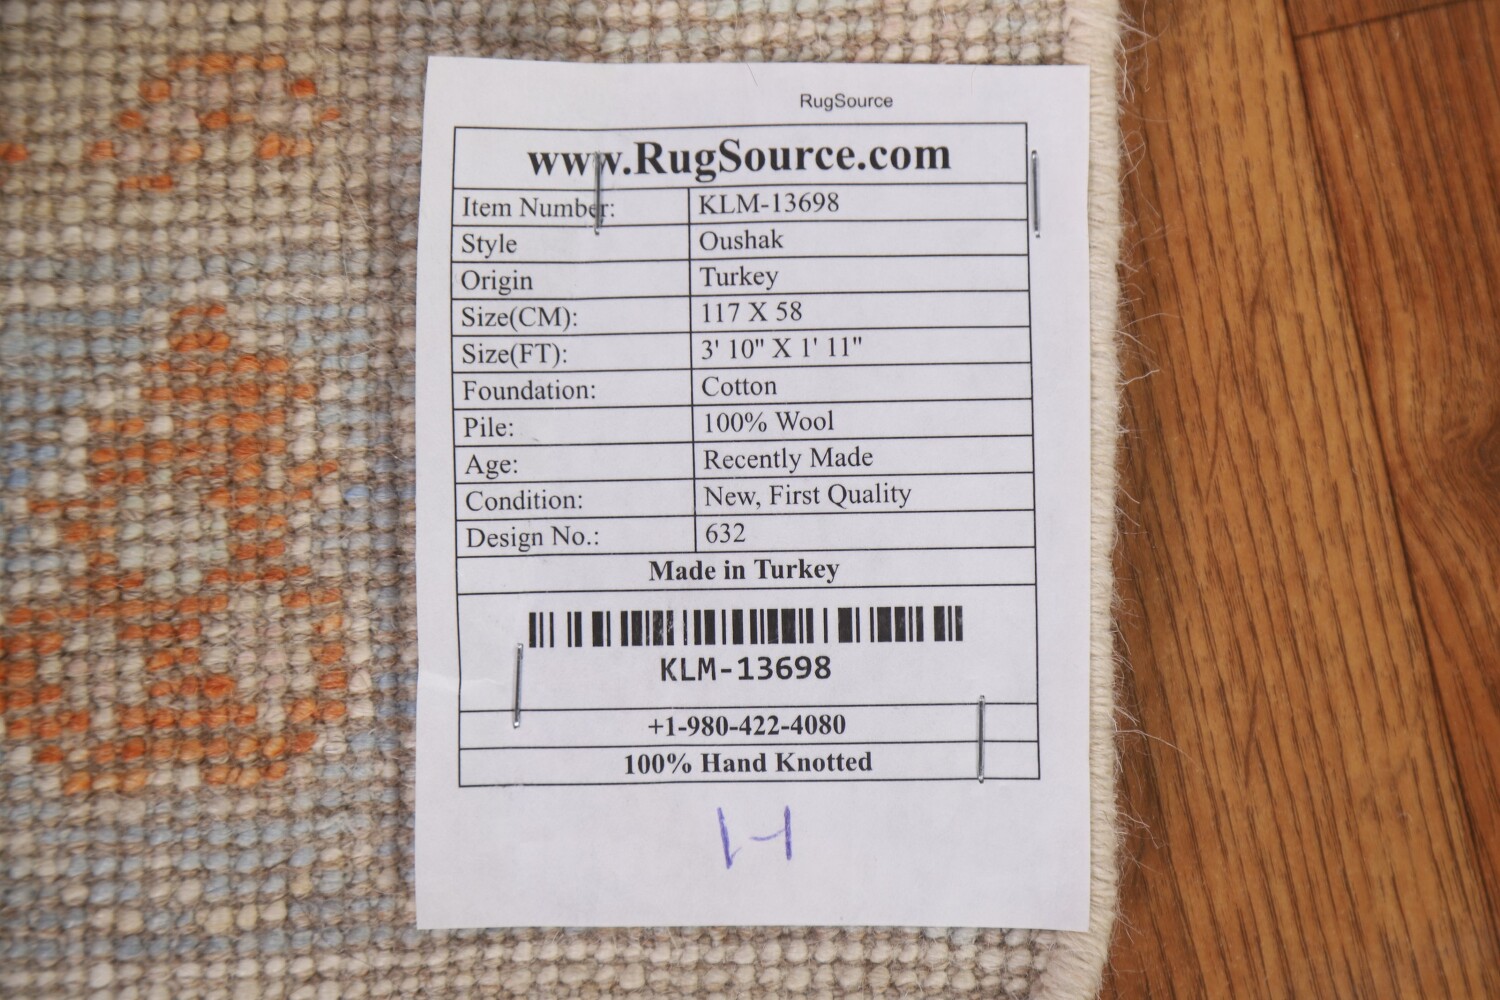 RugSource
www.RugSource.com
Item Number: KLM-13698
Style Oushak
Origin Turkey
Size(CM): 117 X 58
Size(FT): 3' 10" X 1' 11"
Foundation: Cotton
Pile: 100% Wool
Age: Recently Made
Condition: New, First Quality
Design No.: 632
Made in Turkey
KLM-13698
+1-980-422-4080
100% Hand Knotted
H